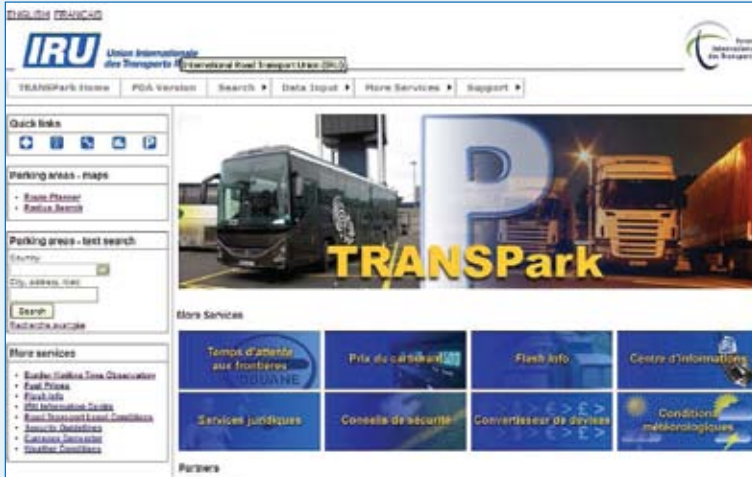 ENGLISH FRANÇAIS
IRU Union Internationale
des Transports
International Road Transport Union (IRU)
TRANSPark Home PDA Version Search Data Input More Services Support
Quick links
Parking areas - maps
Route Planner
Radius Search
Parking areas - text search
Country
City, address, road
Search
Recherche avancée
More services
Border Waiting Time Observatory
Fuel Prices
Flash Info
IRU Information Centre
Road Transport Legal Conditions
Security Guidelines
Currency Converter
Weather Conditions
P
TRANSPark
More Services
Temps d'attente
aux frontières
DOUANE
Prix du carburant
Flash Info
Centre d'informations
Services juridiques
Conseils de sécurité
Convertisseur de devises
Conditions
météorologiques
Partners